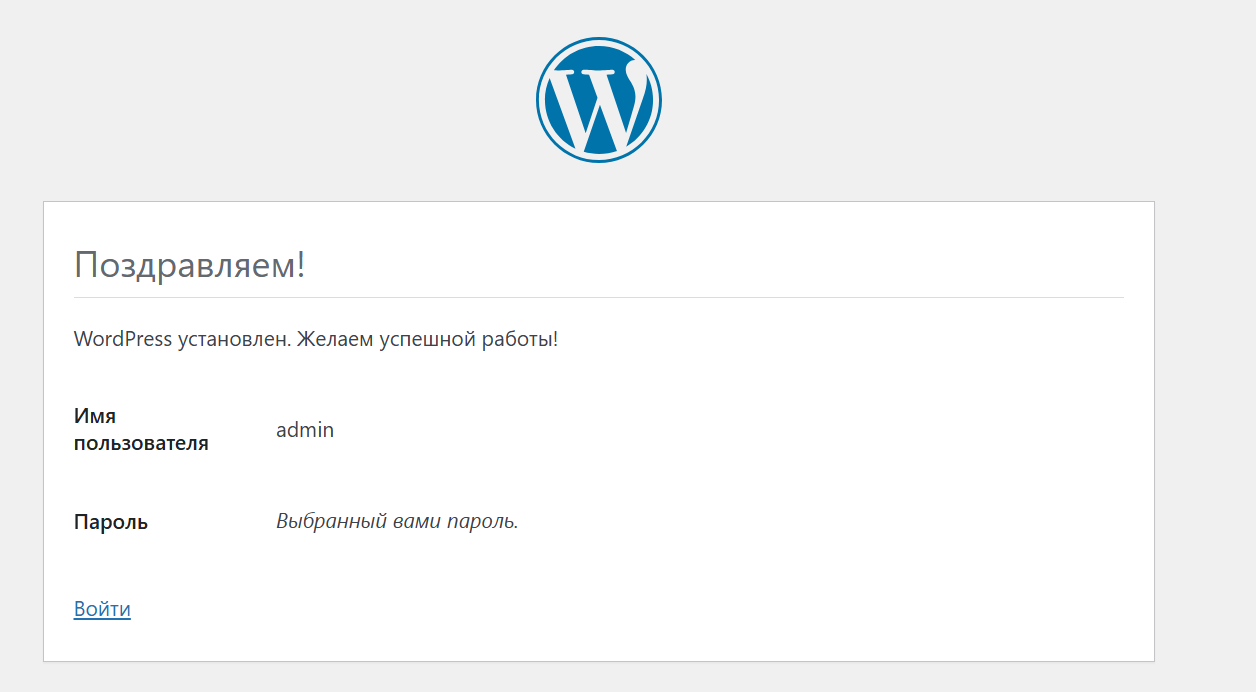 Поздравляем!
WordPress установлен. Желаем успешной работы!
Имя
пользователя
admin
Пароль
Выбранный вами пароль.
Войти